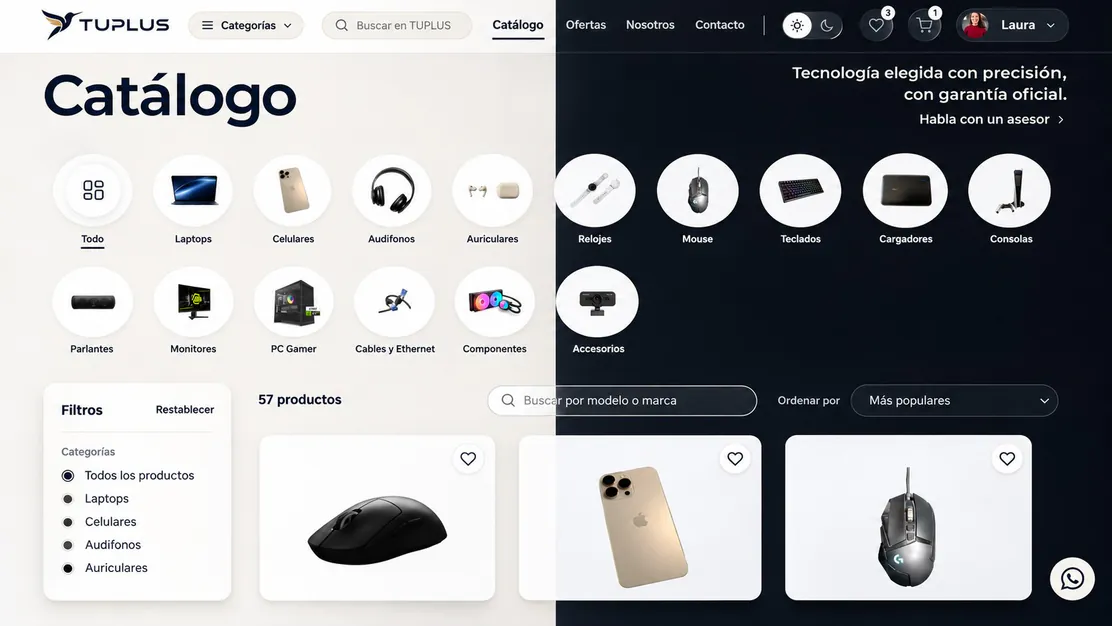 TUPLUS
Categorías
Buscar en TUPLUS
Catálogo
Ofertas
Nosotros
Contacto
3
1
Laura
Catálogo
Tecnología elegida con precisión,
con garantía oficial.
Habla con un asesor
Todo
Laptops
Celulares
Audifonos
Auriculares
Relojes
Mouse
Teclados
Cargadores
Consolas
Parlantes
Monitores
PC Gamer
Cables y Ethernet
Componentes
Accesorios
Filtros
Restablecer
57 productos
Buscar por modelo o marca
Ordenar por
Más populares
Categorías
Todos los productos
Laptops
Celulares
Audifonos
Auriculares